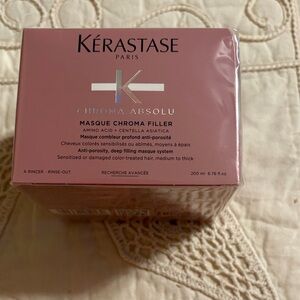 KÉRASTASE
PARIS
CHROMA ABSOLU
MASQUE CHROMA FILLER
AMINO ACID + CENTELLA ASIATICA
Masque combleur profond anti-porosité
Cheveux colorés sensibilisés ou abîmés, moyens à épais
Anti-porosity, deep filling masque system
Sensitized or damaged color-treated hair, medium to thick
À RINCER - RINSE-OUT
RECHERCHE AVANCÉE
200 ml 6.76 fl.oz